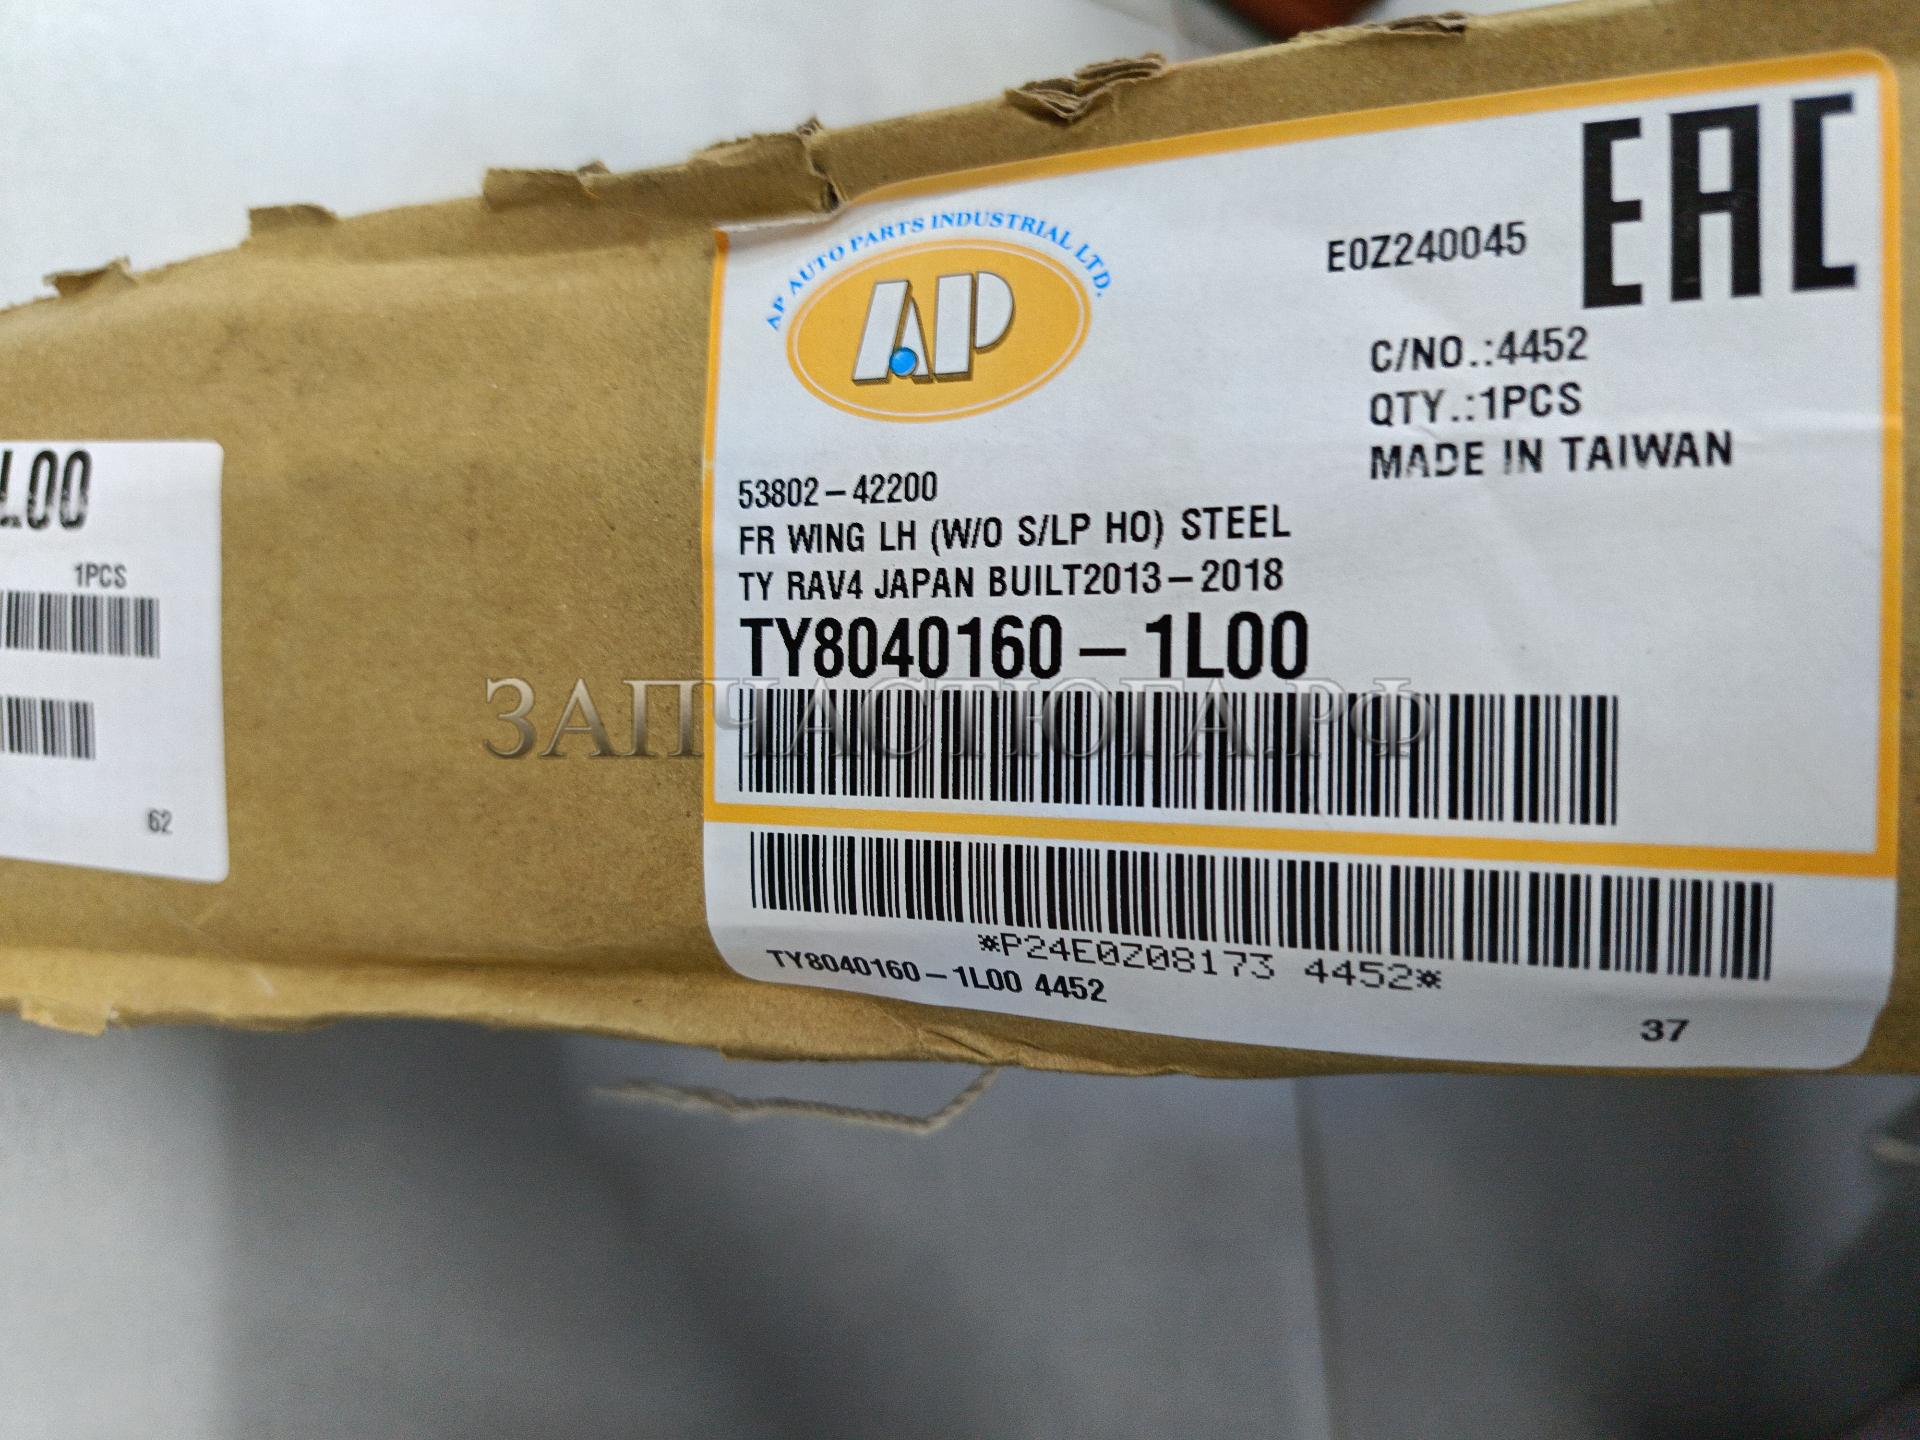 AP AUTO PARTS INDUSTRIAL LTD.
AP
E0Z240045
EAC
C/NO.:4452
QTY.:1PCS
MADE IN TAIWAN
53802-42200
FR WING LH (W/O S/LP HO) STEEL
TY RAV4 JAPAN BUILT2013-2018
TY8040160-1L00
ЗАПЧАСТЮГА.РФ
*P24E0Z08173 4452*
TY8040160-1L00 4452
37
L00
1PCS
62